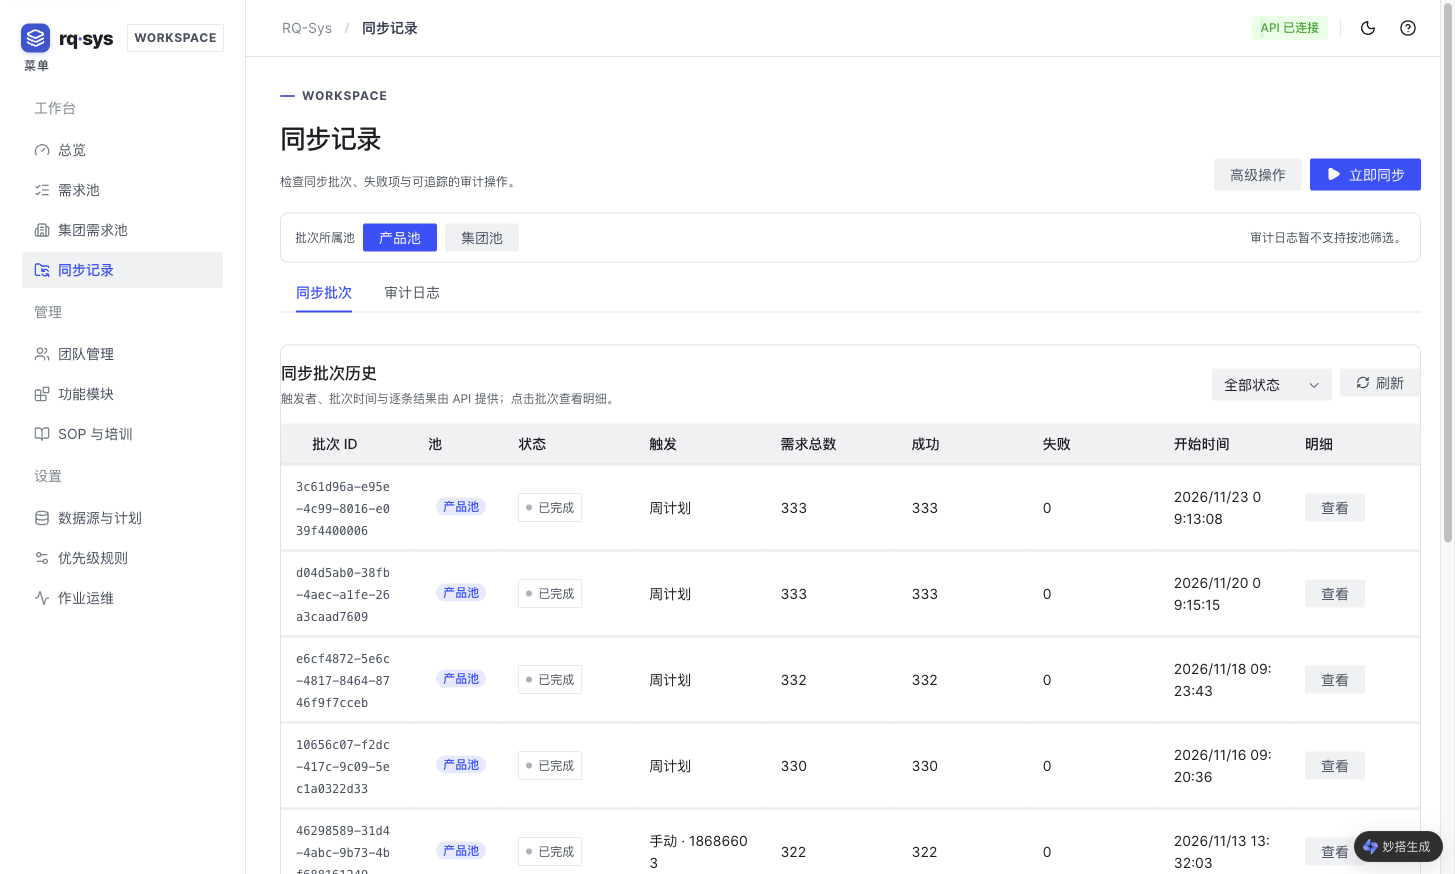 rq·sys
WORKSPACE
菜单
工作台
总览
需求池
集团需求池
同步记录
管理
团队管理
功能模块
SOP 与培训
设置
数据源与计划
优先级规则
作业运维
RQ-Sys / 同步记录
API 已连接
WORKSPACE
同步记录
检查同步批次、失败项与可追踪的审计操作。
高级操作
立即同步
批次所属池
产品池
集团池
审计日志暂不支持按池筛选。
同步批次
审计日志
同步批次历史
触发者、批次时间与逐条结果由 API 提供；点击批次查看明细。
全部状态
刷新
批次 ID 池 状态 触发 需求总数 成功 失败 开始时间 明细
3c61d96a-e95e
-4c99-8016-e0
39f4400006
产品池 已完成 周计划 333 333 0
2026/11/23 0
9:13:08
查看
d04d5ab0-38fb
-4aec-a1fe-26
a3caad7609
产品池 已完成 周计划 333 333 0
2026/11/20 0
9:15:15
查看
e6cf4872-5e6c
-4817-8464-87
46f9f7cceb
产品池 已完成 周计划 332 332 0
2026/11/18 09:
23:43
查看
10656c07-f2dc
-417c-9c09-5e
c1a0322d33
产品池 已完成 周计划 330 330 0
2026/11/16 09:
20:36
查看
46298589-31d4
-4abc-9b73-4b
产品池 已完成
手动 · 1868660
3
322 322 0
2026/11/13 13:
32:03
查看
妙搭生成